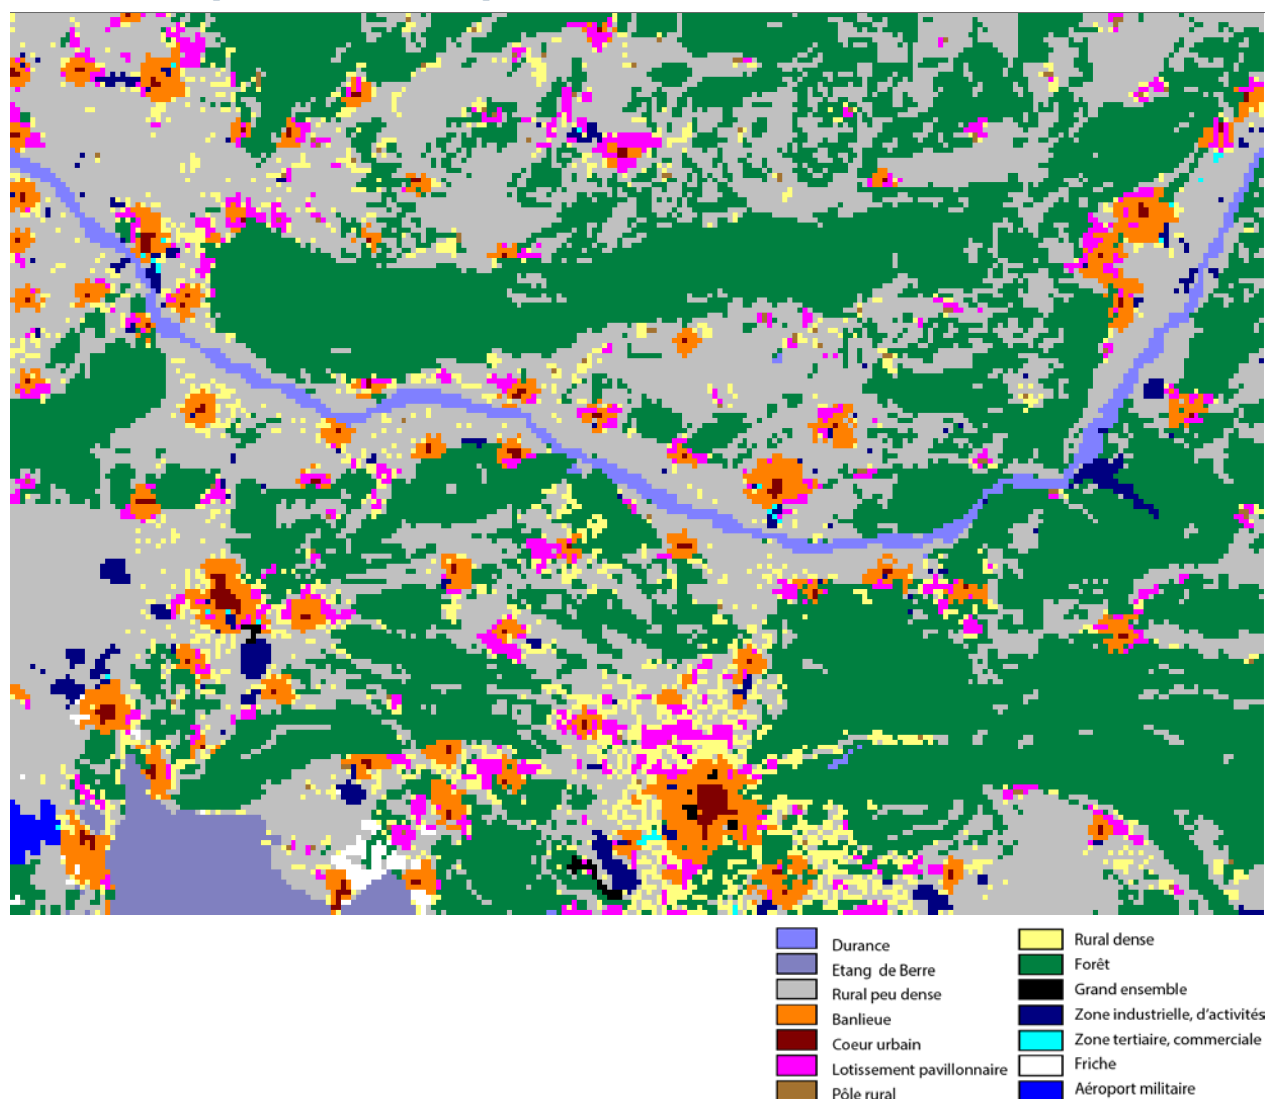 Durance
Etang de Berre
Rural peu dense
Banlieue
Coeur urbain
Lotissement pavillonnaire
Pôle rural
Rural dense
Forêt
Grand ensemble
Zone industrielle, d'activités
Zone tertiaire, commerciale
Friche
Aéroport militaire